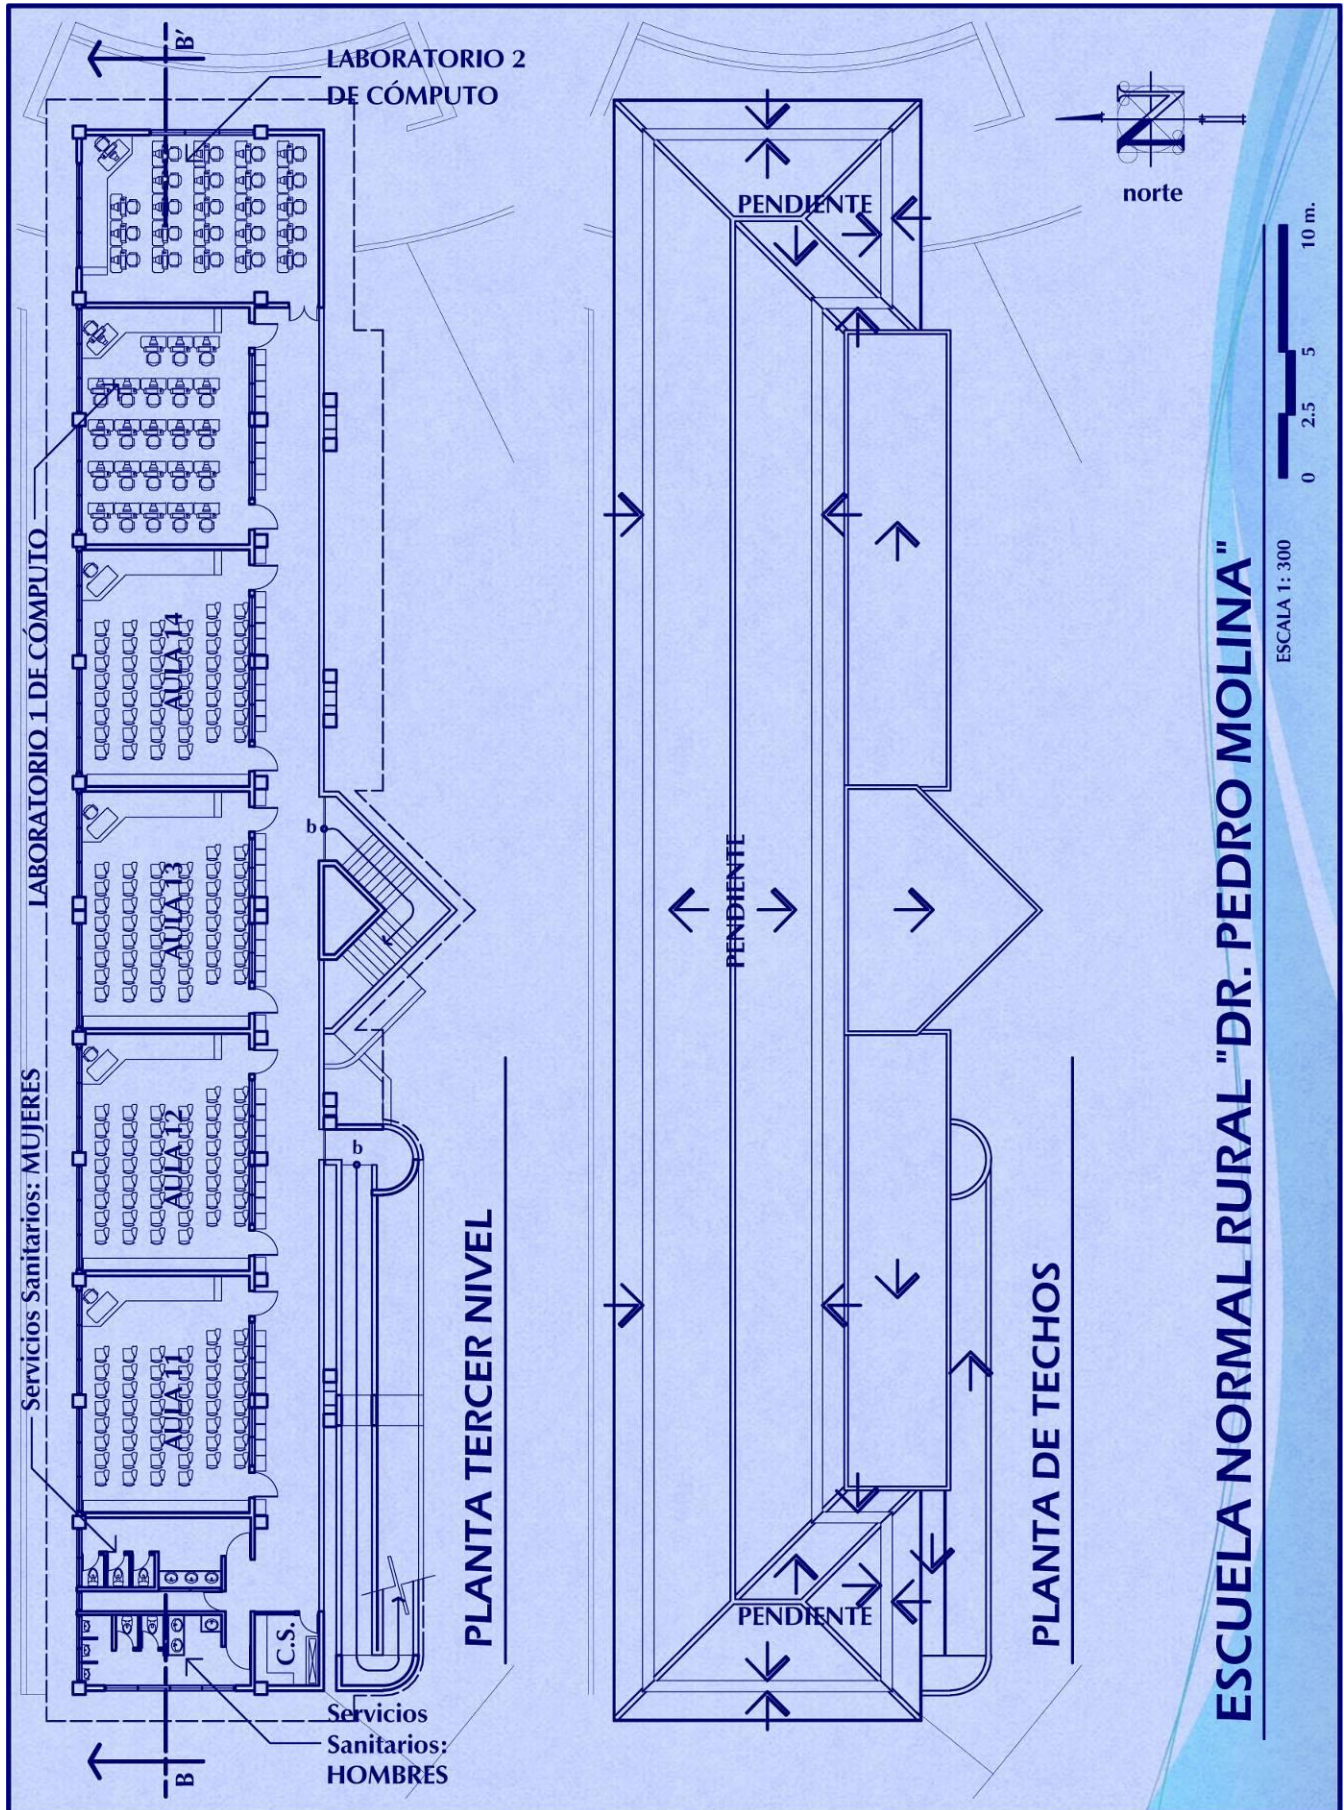 B'
LABORATORIO 2
DE CÓMPUTO
LABORATORIO 1 DE CÓMPUTO
AULA 14
AULA 13
AULA 12
AULA 11
b
b
Servicios Sanitarios: MUJERES
C.S.
Servicios
Sanitarios:
HOMBRES
B
PLANTA TERCER NIVEL
PENDIENTE
PENDIENTE
PENDIENTE
PLANTA DE TECHOS
N
norte
0 2.5 5 10 m.
ESCALA 1: 300
ESCUELA NORMAL RURAL "DR. PEDRO MOLINA"